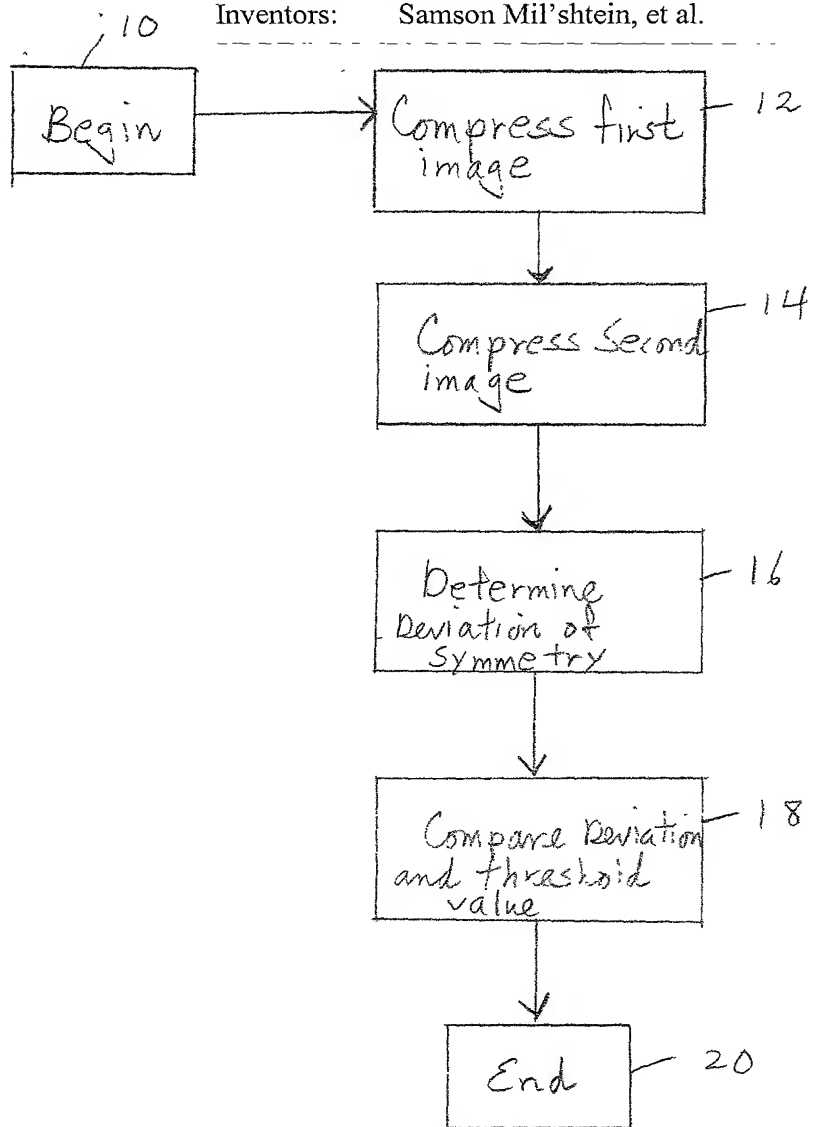 Inventors: Samson Mil'shtein, et al.
10
Begin
12
Compress first
image
14
Compress Second
image
16
Determine
Deviation of
Symmetry
18
Compare Deviation
and threshold
value
End
20